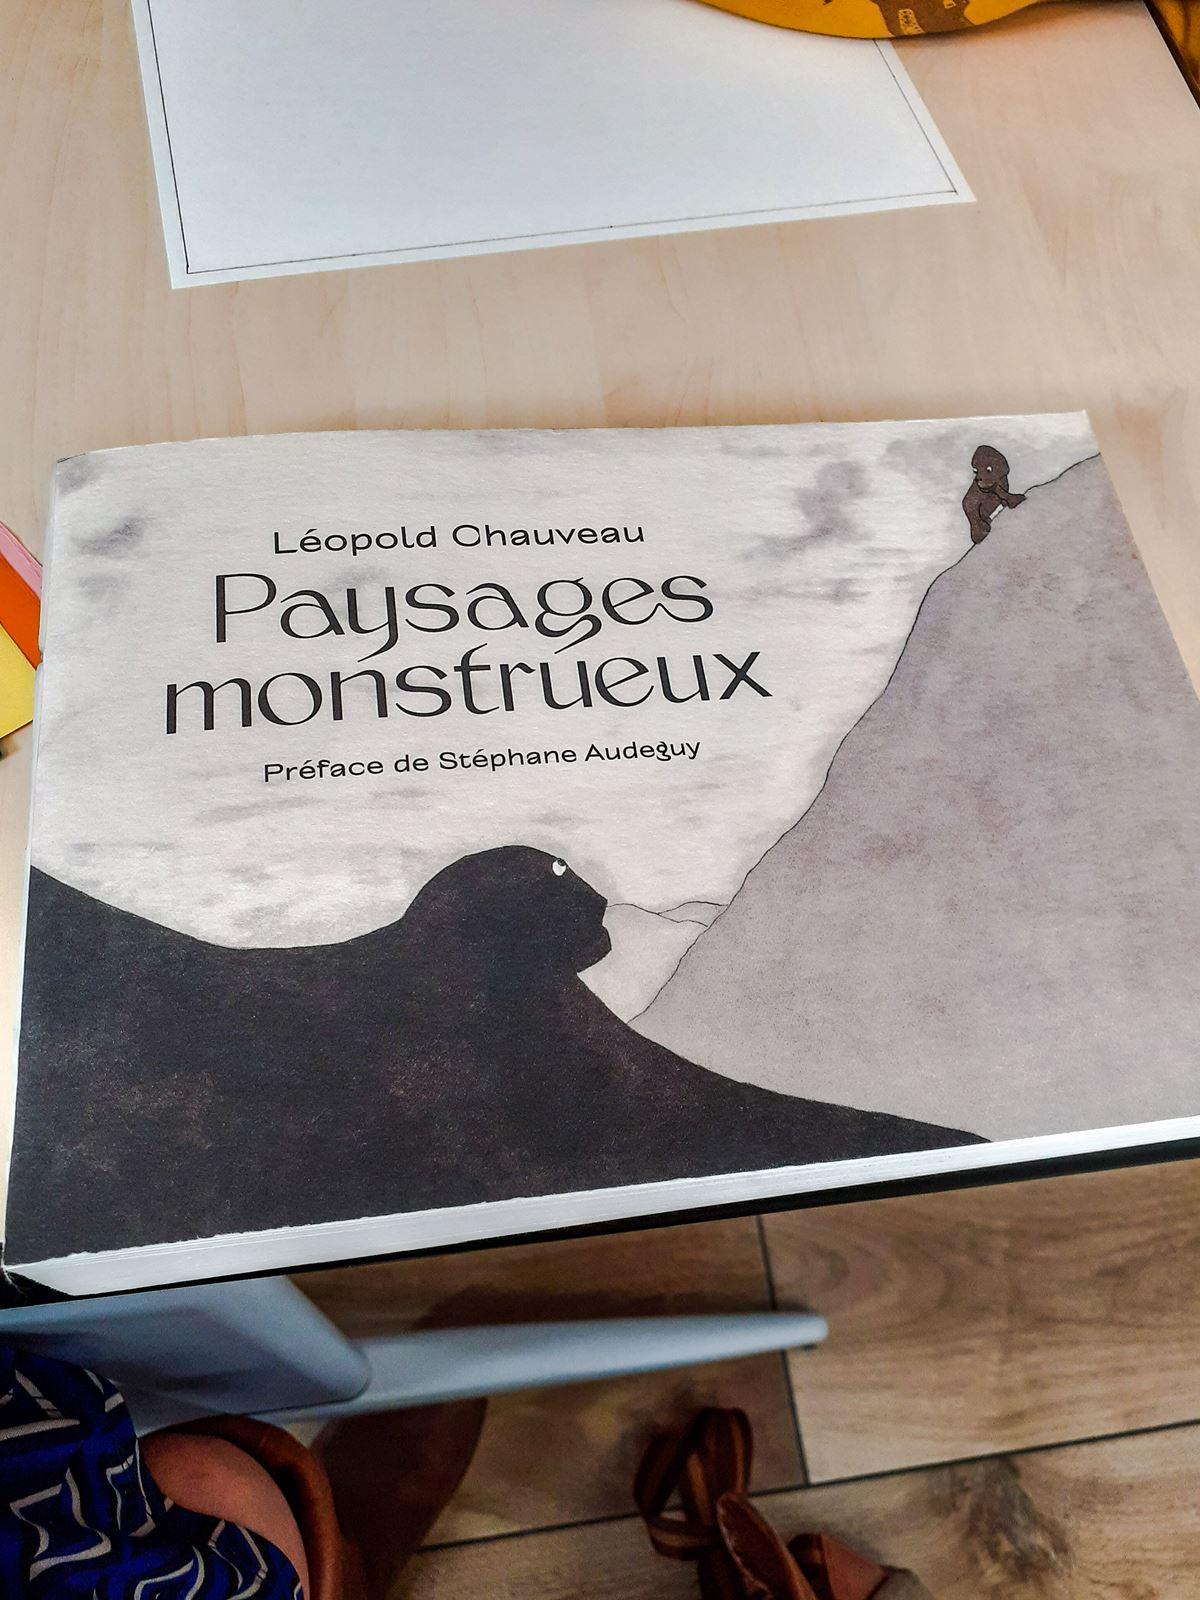 Léopold Chauveau
Paysages
monstrueux
Préface de Stéphane Audeguy